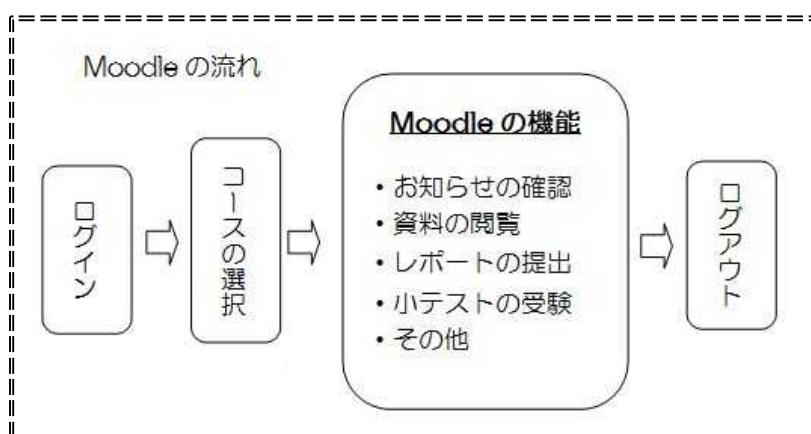 Moodle の流れ
ログイン
コースの選択
Moodle の機能
・お知らせの確認
・資料の閲覧
・レポートの提出
・小テストの受験
・その他
ログアウト